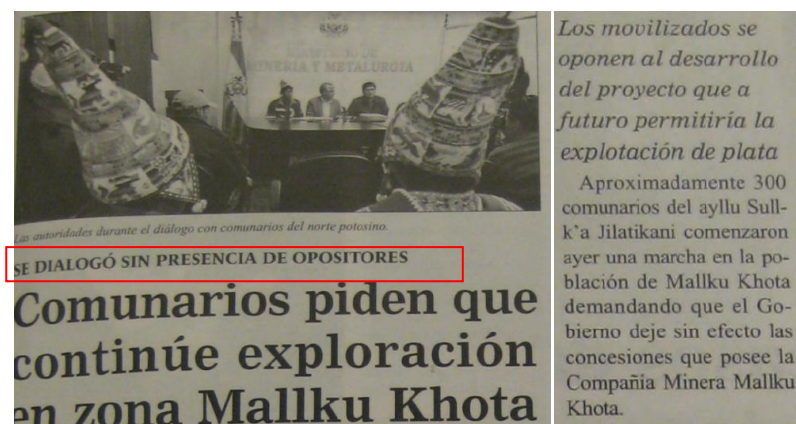 MINISTERIO DE
MINERÍA Y METALURGIA
Las autoridades durante el diálogo con comunarios del norte potosino.
SE DIALOGÓ SIN PRESENCIA DE OPOSITORES
Comunarios piden que
continúe exploración
en zona Mallku Khota
Los movilizados se
oponen al desarrollo
del proyecto que a
futuro permitiría la
explotación de plata
Aproximadamente 300
comunarios del ayllu Sull-
k'a Jilatikani comenzaron
ayer una marcha en la po-
blación de Mallku Khota
demandando que el Go-
bierno deje sin efecto las
concesiones que posee la
Compañía Minera Mallku
Khota.